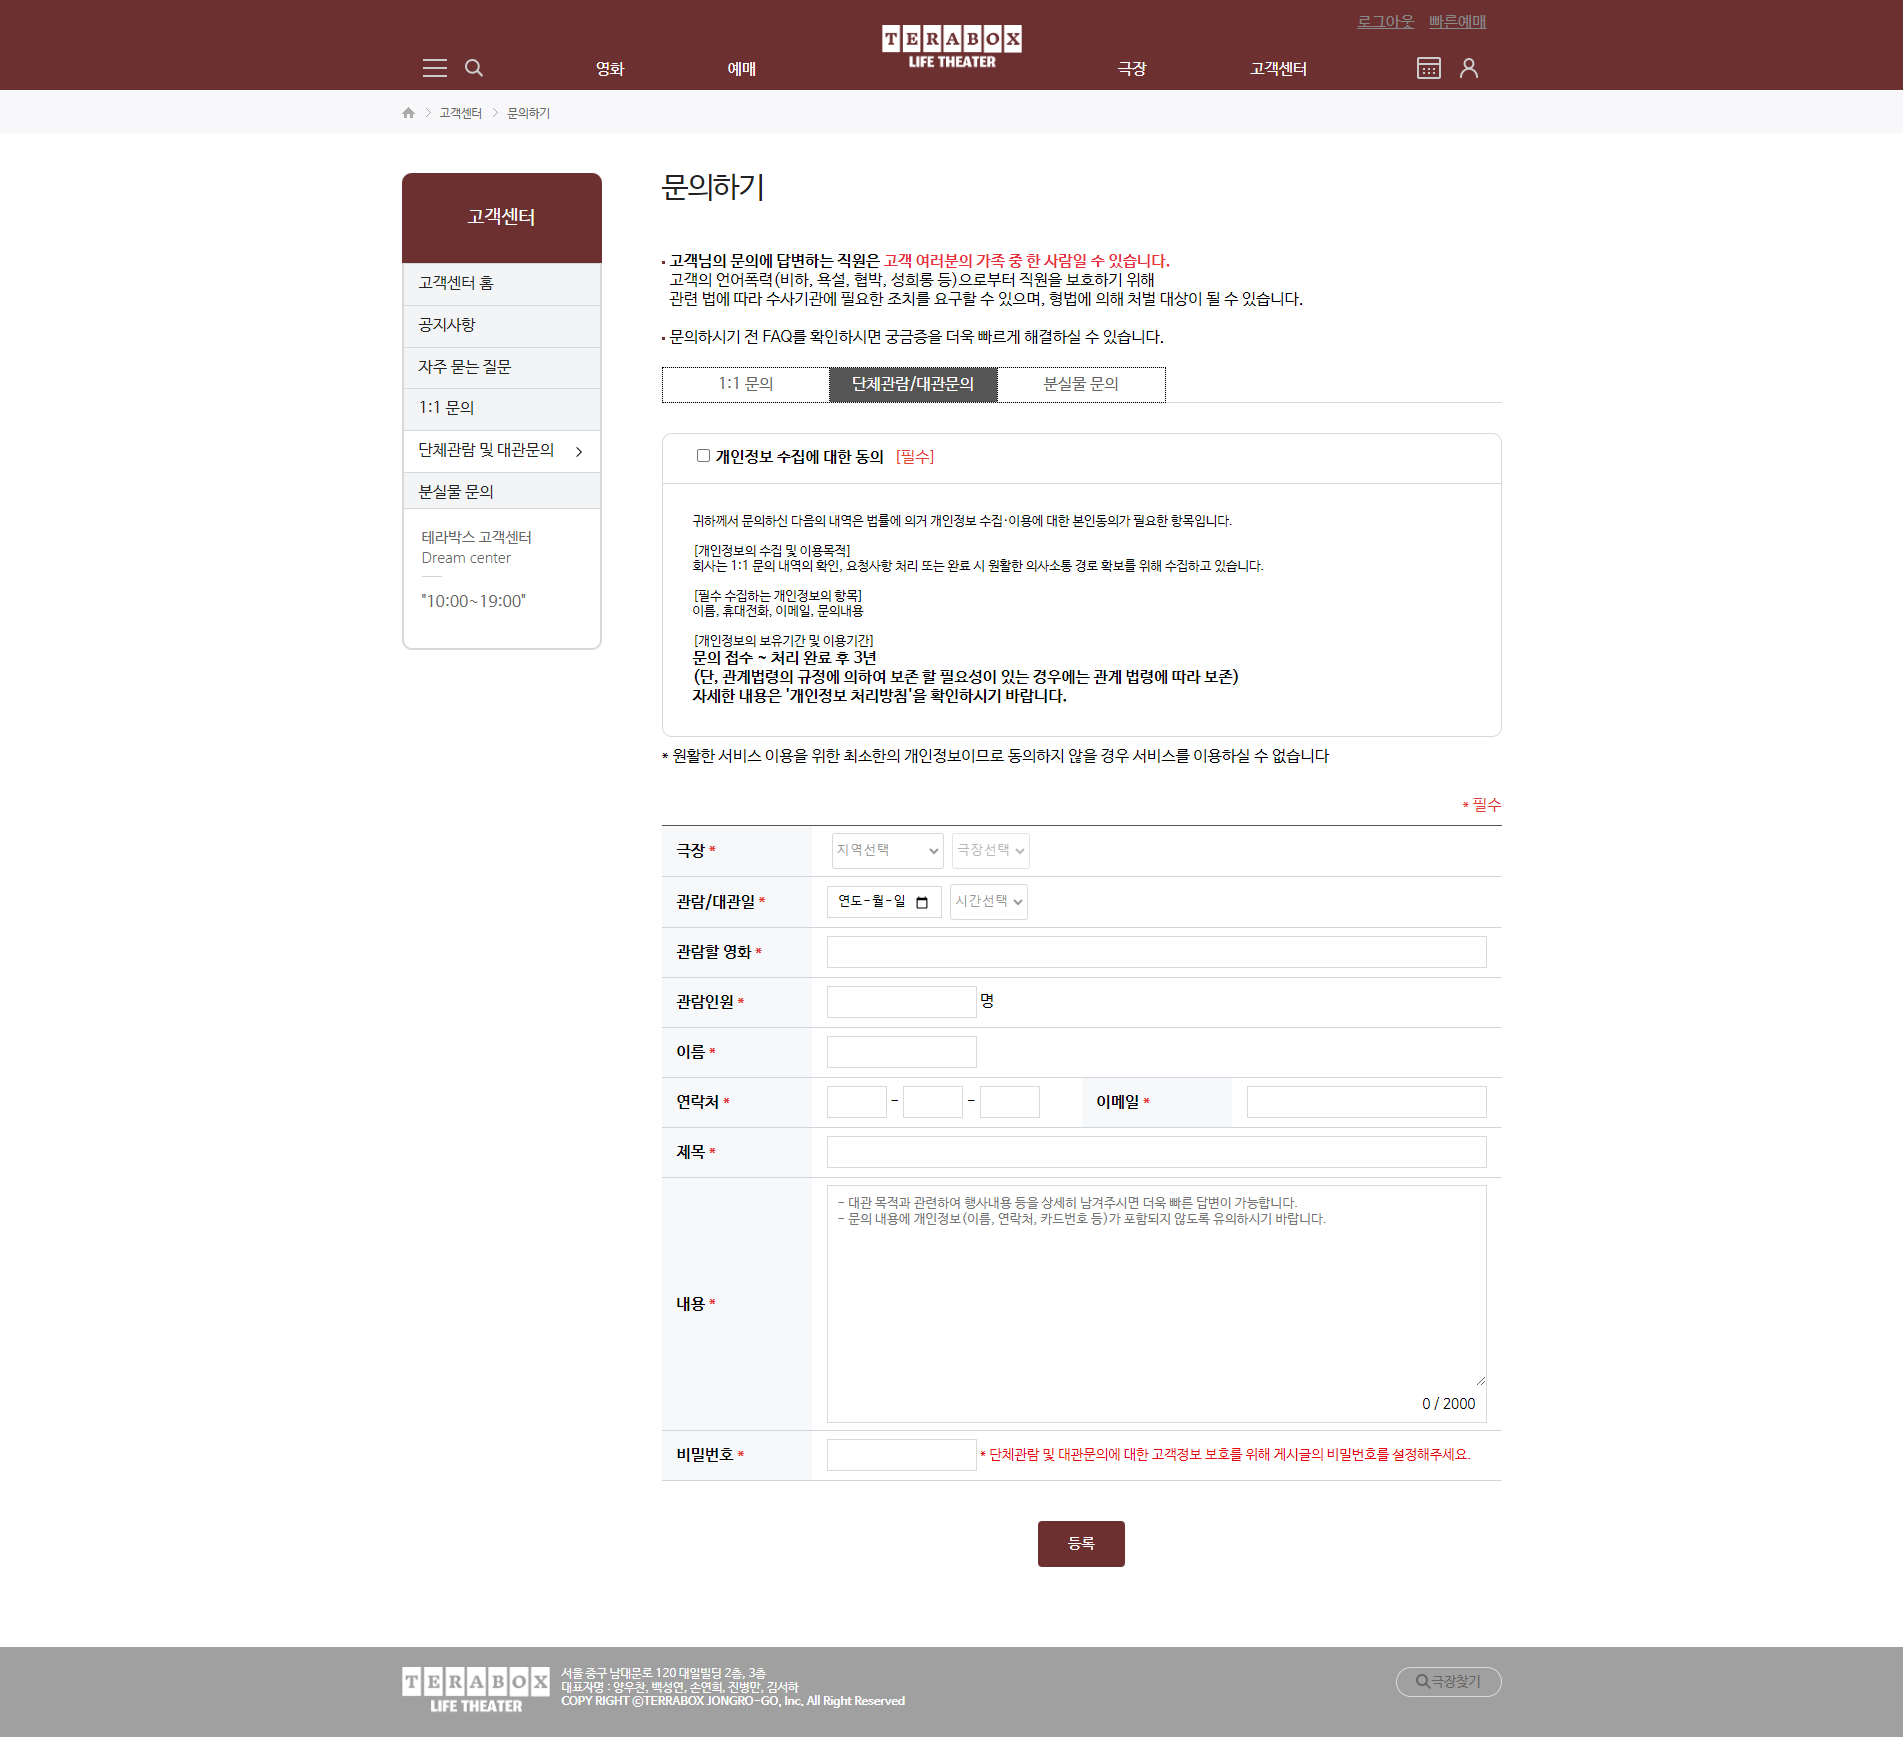 로그아웃 빠른예매
영화 예매 TERABOX LIFE THEATER 극장 고객센터
고객센터 문의하기
고객센터
고객센터 홈
공지사항
자주 묻는 질문
1:1 문의
단체관람 및 대관문의
분실물 문의
테라박스 고객센터
Dream center
"10:00~19:00"
문의하기
고객님의 문의에 답변하는 직원은 고객 여러분의 가족 중 한 사람일 수 있습니다.
고객의 언어폭력(비하, 욕설, 협박, 성희롱 등)으로부터 직원을 보호하기 위해
관련 법에 따라 수사기관에 필요한 조치를 요구할 수 있으며, 형법에 의해 처벌 대상이 될 수 있습니다.
문의하시기 전 FAQ를 확인하시면 궁금증을 더욱 빠르게 해결하실 수 있습니다.
1:1 문의 단체관람/대관문의 분실물 문의
개인정보 수집에 대한 동의 [필수]
귀하께서 문의하신 다음의 내역은 법률에 의거 개인정보 수집·이용에 대한 본인동의가 필요한 항목입니다.
[개인정보의 수집 및 이용목적]
회사는 1:1 문의 내역의 확인, 요청사항 처리 또는 완료 시 원활한 의사소통 경로 확보를 위해 수집하고 있습니다.
[필수 수집하는 개인정보의 항목]
이름, 휴대전화, 이메일, 문의내용
[개인정보의 보유기간 및 이용기간]
문의 접수 ~ 처리 완료 후 3년
(단, 관계법령의 규정에 의하여 보존 할 필요성이 있는 경우에는 관계 법령에 따라 보존)
자세한 내용은 '개인정보 처리방침'을 확인하시기 바랍니다.
* 원활한 서비스 이용을 위한 최소한의 개인정보이므로 동의하지 않을 경우 서비스를 이용하실 수 없습니다
* 필수
극장 * 지역선택 극장선택
관람/대관일 * 연도-월-일 시간선택
관람할 영화 *
관람인원 * 명
이름 *
연락처 * - - 이메일 *
제목 *
- 대관 목적과 관련하여 행사내용 등을 상세히 남겨주시면 더욱 빠른 답변이 가능합니다.
- 문의 내용에 개인정보(이름, 연락처, 카드번호 등)가 포함되지 않도록 유의하시기 바랍니다.
내용 *
0 / 2000
비밀번호 * * 단체관람 및 대관문의에 대한 고객정보 보호를 위해 게시글의 비밀번호를 설정해주세요.
등록
TERABOX LIFE THEATER
서울 중구 남대문로 120 대일빌딩 2층, 3층
대표자명 : 양우찬, 백성연, 손연희, 진병만, 김서하
COPY RIGHT ©TERRABOX JONGRO-GO, Inc. All Right Reserved
극장찾기